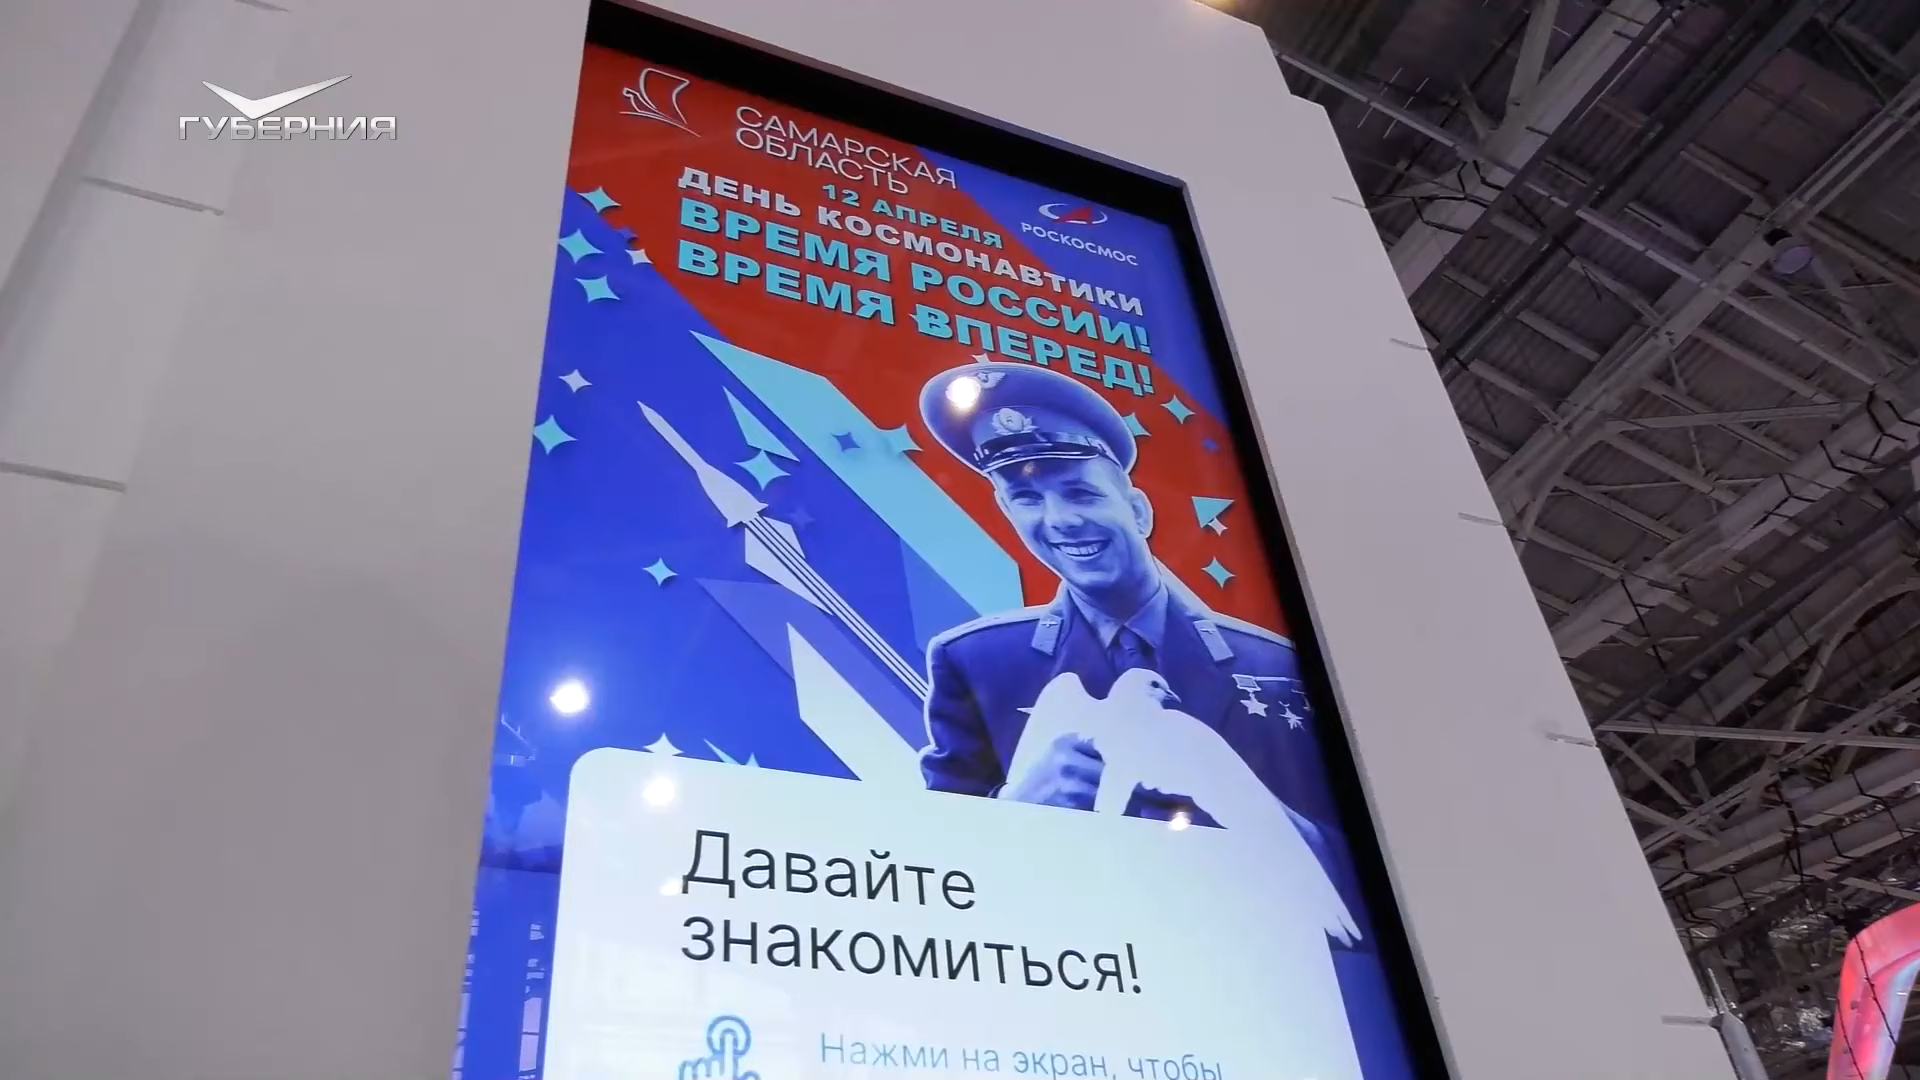 ГУБЕРНИЯ
САМАРСКАЯ
ОБЛАСТЬ
12 АПРЕЛЯ
ДЕНЬ КОСМОНАВТИКИ
РОСКОСМОС
ВРЕМЯ РОССИИ!
ВРЕМЯ ВПЕРЕД!
Давайте
знакомиться!
Нажми на экран, чтобы